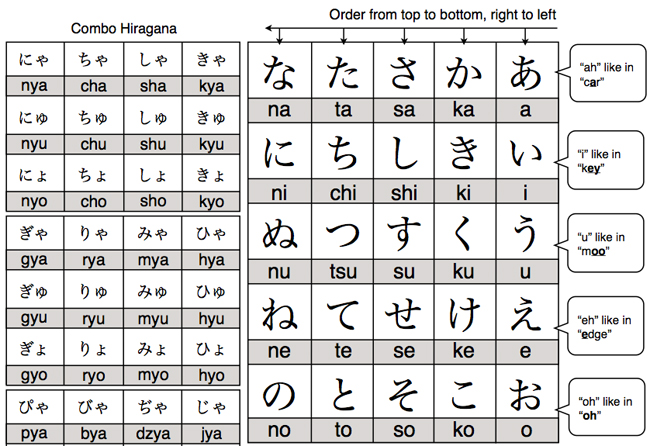 Combo Hiragana
にゃ ちゃ しゃ きゃ
nya cha sha kya
にゅ ちゅ しゅ きゅ
nyu chu shu kyu
にょ ちょ しょ きょ
nyo cho sho kyo
ぎゃ りゃ みゃ ひゃ
gya rya mya hya
ぎゅ りゅ みゅ ひゅ
gyu ryu myu hyu
ぎょ りょ みょ ひょ
gyo ryo myo hyo
ぴゃ びゃ ぢゃ じゃ
pya bya dzya jya
Order from top to bottom, right to left
な た さ か あ
na ta sa ka a
に ち し き い
ni chi shi ki i
ぬ つ す く う
nu tsu su ku u
ね て せ け え
ne te se ke e
の と そ こ お
no to so ko o
“ah” like in
“car”
“i” like in
“key”
“u” like in
“moo”
“eh” like in
“edge”
“oh” like in
“oh”